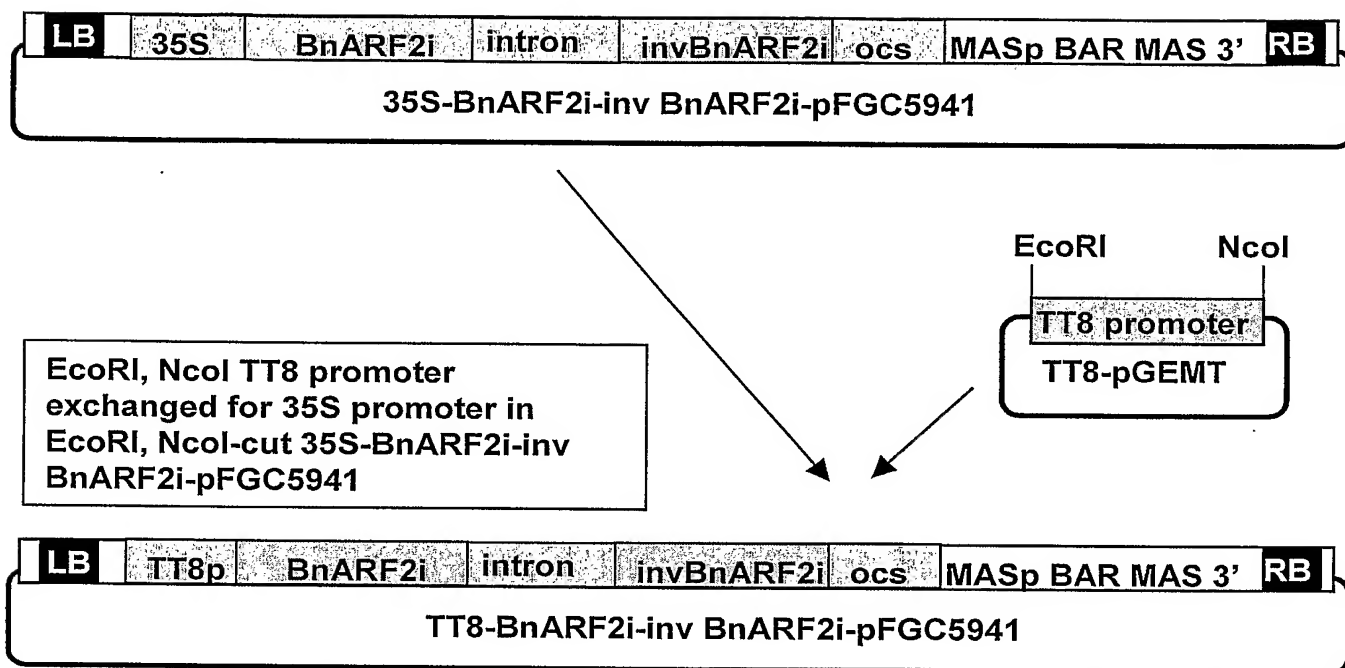 LB 35S BnARF2i intron invBnARF2i ocs MASp BAR MAS 3’ RB
35S-BnARF2i-inv BnARF2i-pFGC5941
EcoRI NcoI
TT8 promoter
TT8-pGEMT
EcoRI, NcoI TT8 promoter
exchanged for 35S promoter in
EcoRI, NcoI-cut 35S-BnARF2i-inv
BnARF2i-pFGC5941
LB TT8p BnARF2i intron invBnARF2i ocs MASp BAR MAS 3’ RB
TT8-BnARF2i-inv BnARF2i-pFGC5941